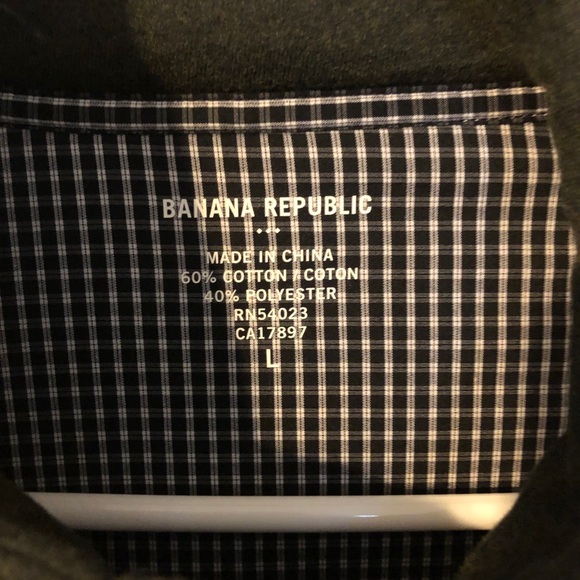 BANANA REPUBLIC
MADE IN CHINA
60% COTTON / COTON
40% POLYESTER
RN54023
CA17897
L